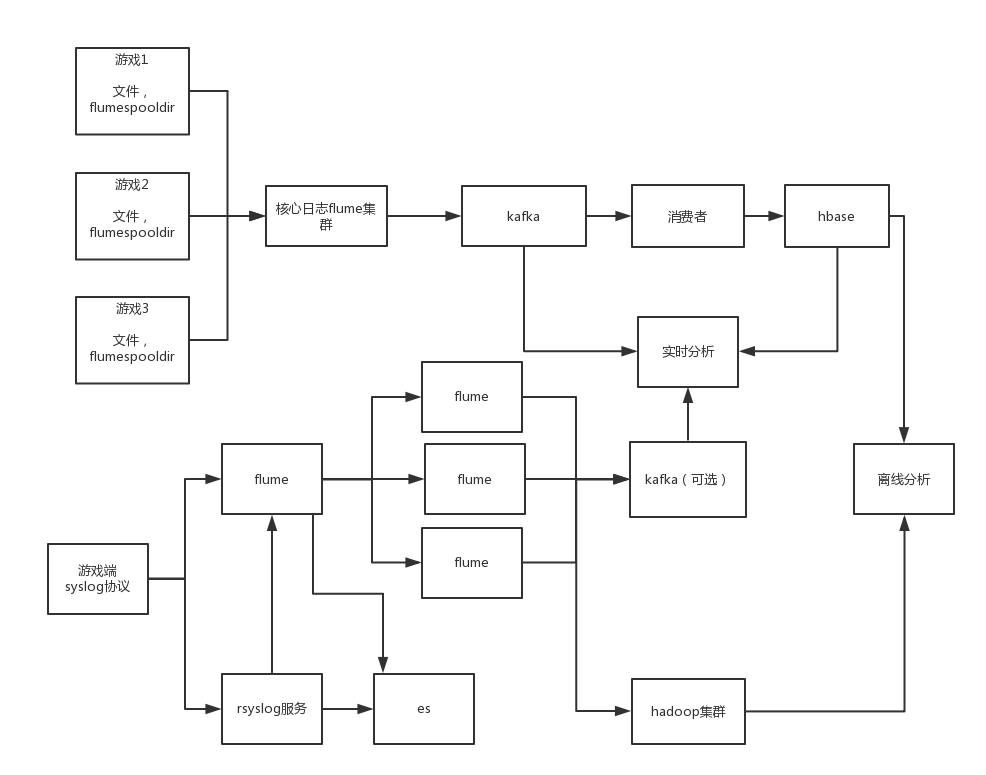 游戏1
文件，
flumespooldir
游戏2
文件，
flumespooldir
游戏3
文件，
flumespooldir
核心日志flume集
群
kafka
消费者
hbase
实时分析
flume
flume
flume
flume
kafka（可选）
离线分析
游戏端
syslog协议
rsyslog服务
es
hadoop集群